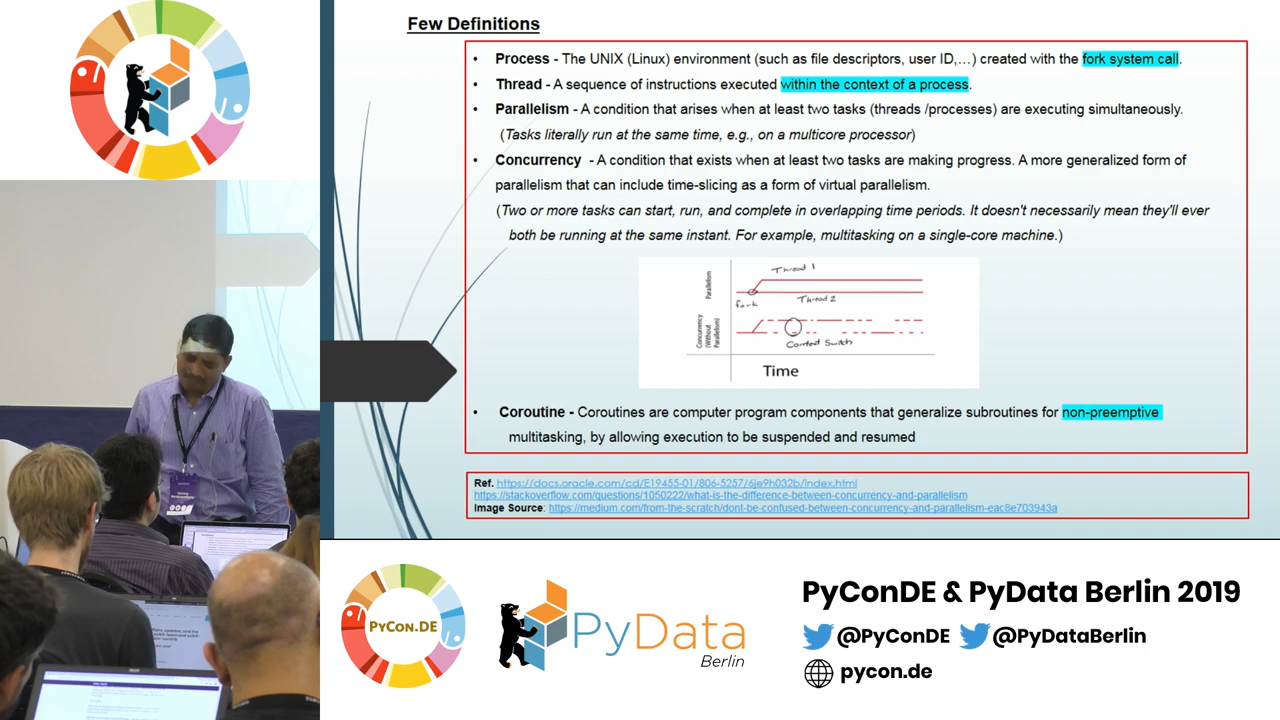 Few Definitions
• Process - The UNIX (Linux) environment (such as file descriptors, user ID,…) created with the fork system call.
• Thread - A sequence of instructions executed within the context of a process.
• Parallelism - A condition that arises when at least two tasks (threads /processes) are executing simultaneously.
(Tasks literally run at the same time, e.g., on a multicore processor)
• Concurrency - A condition that exists when at least two tasks are making progress. A more generalized form of
parallelism that can include time-slicing as a form of virtual parallelism.
(Two or more tasks can start, run, and complete in overlapping time periods. It doesn't necessarily mean they'll ever
both be running at the same instant. For example, multitasking on a single-core machine.)
Parallelism
Thread 1
fork
Thread 2
Concurrency
(Without
Parallelism)
Context Switch
Time
• Coroutine - Coroutines are computer program components that generalize subroutines for non-preemptive
multitasking, by allowing execution to be suspended and resumed
Ref. https://docs.oracle.com/cd/E19455-01/806-5257/6je9h032b/index.html
https://stackoverflow.com/questions/1050222/what-is-the-difference-between-concurrency-and-parallelism
Image Source: https://medium.com/from-the-scratch/dont-be-confused-between-concurrency-and-parallelism-eac8e703943a
PyCon.DE
PyData
Berlin
PyConDE & PyData Berlin 2019
@PyConDE @PyDataBerlin
pycon.de